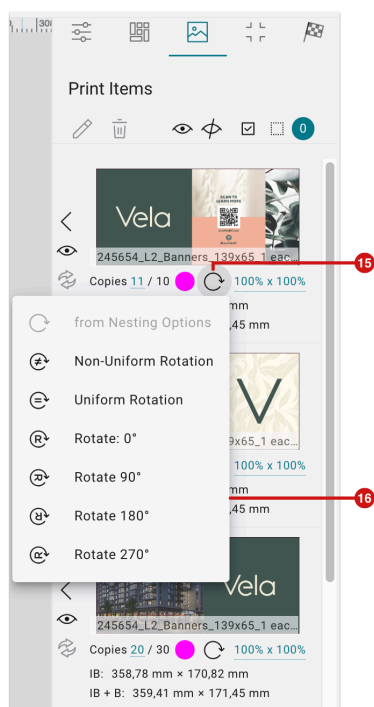 30
Print Items
0
SCAN TO
LEARN MORE
Vela
245654_L2_Banners_139x65_1 eac...
15
Copies 11 / 10
100% x 100%
mm
,45 mm
from Nesting Options
Non-Uniform Rotation
Uniform Rotation
V
9x65_1 eac...
Rotate: 0°
100% x 100%
Rotate 90°
mm
16
,45 mm
Rotate 180°
Rotate 270°
Vela
245654_L2_Banners_139x65_1 eac...
Copies 20 / 30
100% x 100%
IB: 358,78 mm × 170,82 mm
IB + B: 359,41 mm × 171,45 mm